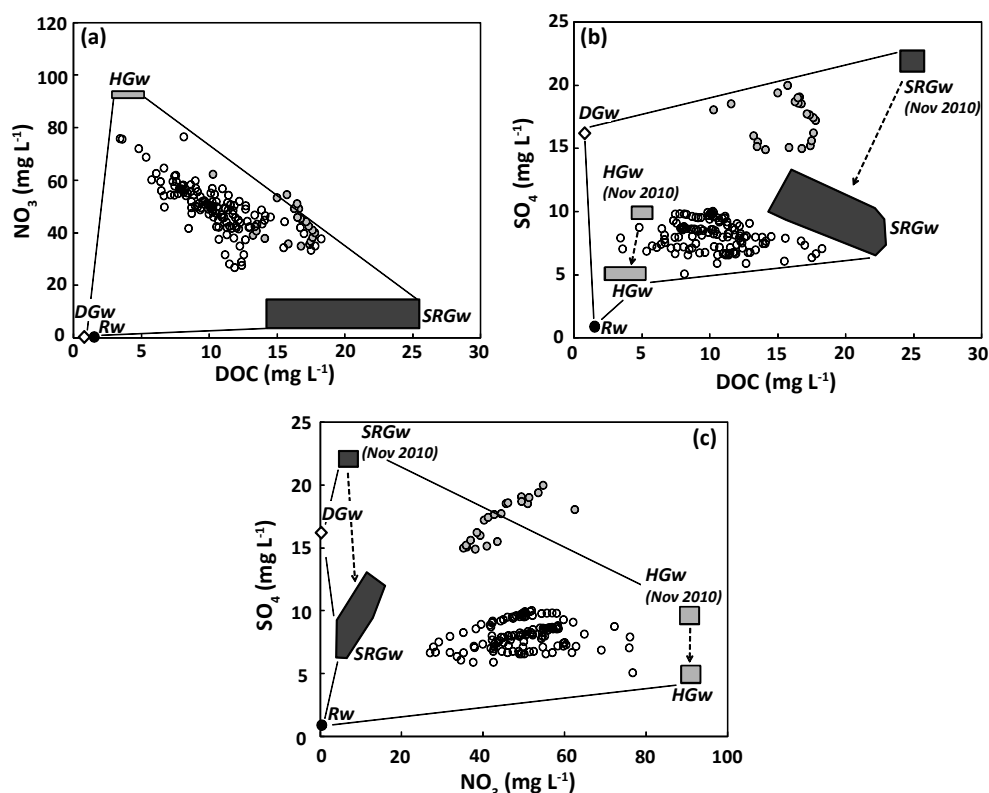 (a)
120
100
80
60
40
20
0
NO3 (mg L-1)
HGw
DGw
Rw
SRGw
0 5 10 15 20 25 30
DOC (mg L-1)
(b)
25
20
15
10
5
0
SO4 (mg L-1)
DGw
SRGw
(Nov 2010)
HGw
(Nov 2010)
SRGw
HGw
Rw
0 5 10 15 20 25 30
DOC (mg L-1)
(c)
25
20
15
10
5
0
SO4 (mg L-1)
SRGw
(Nov 2010)
DGw
HGw
(Nov 2010)
SRGw
HGw
Rw
0 20 40 60 80 100
NO3 (mg L-1)